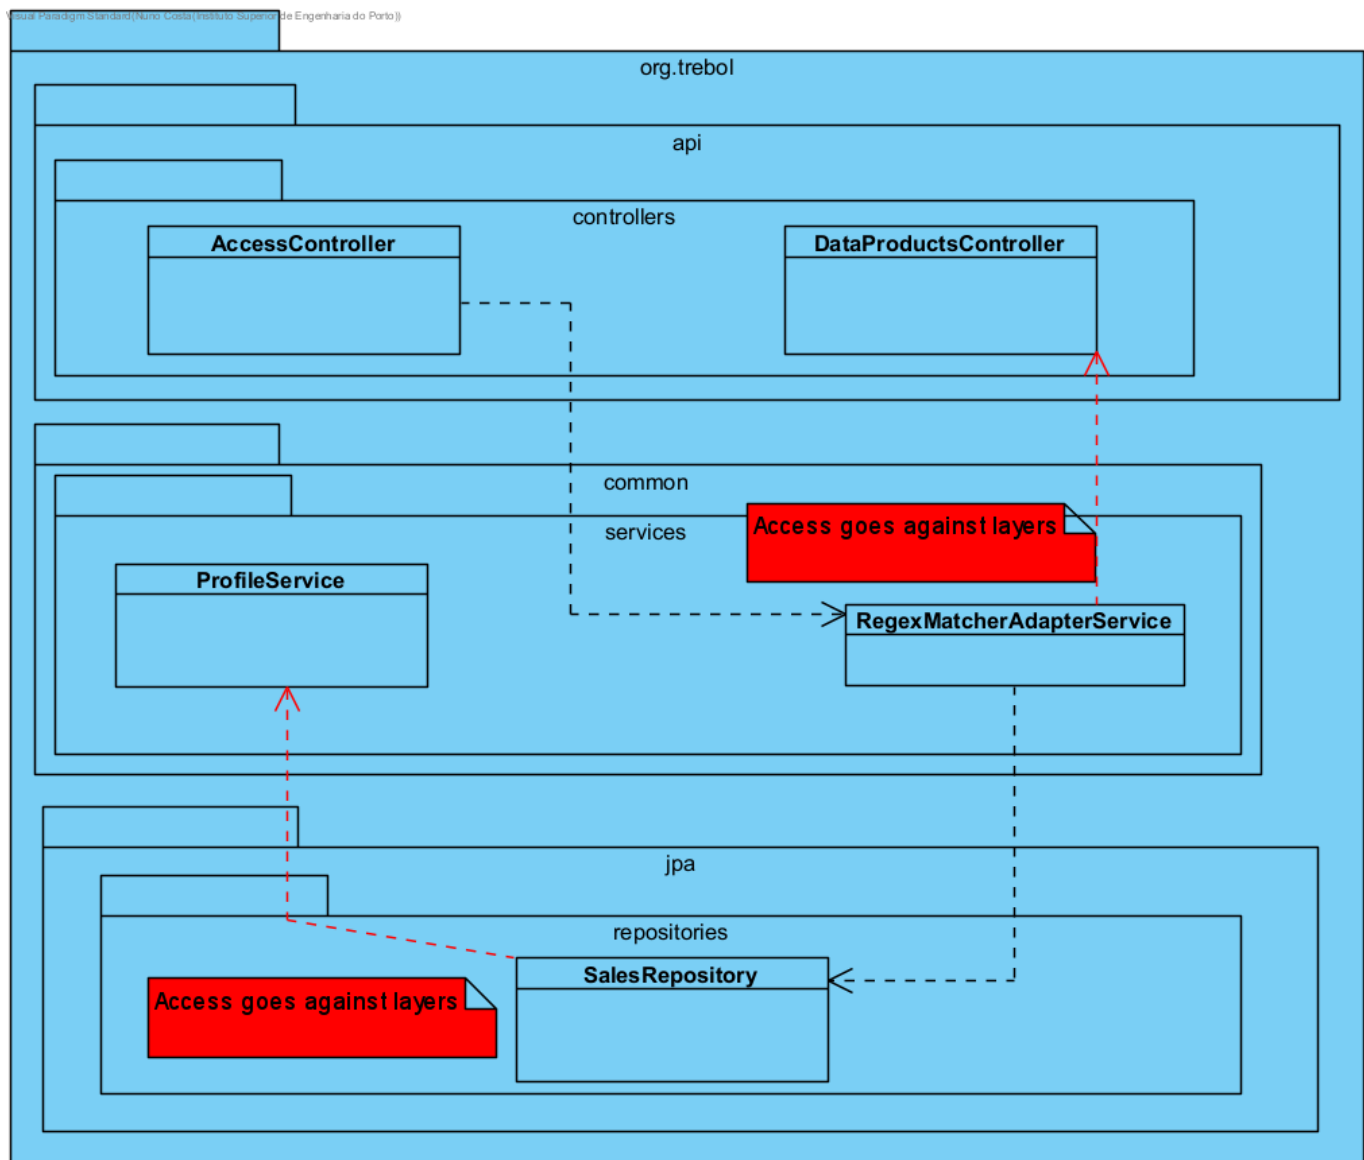 Visual Paradigm Standard(Nuno Costa(Instituto Superior de Engenharia do Porto))
org.trebol
api
controllers
AccessController
DataProductsController
common
services
Access goes against layers
ProfileService
RegexMatcherAdapterService
jpa
repositories
SalesRepository
Access goes against layers